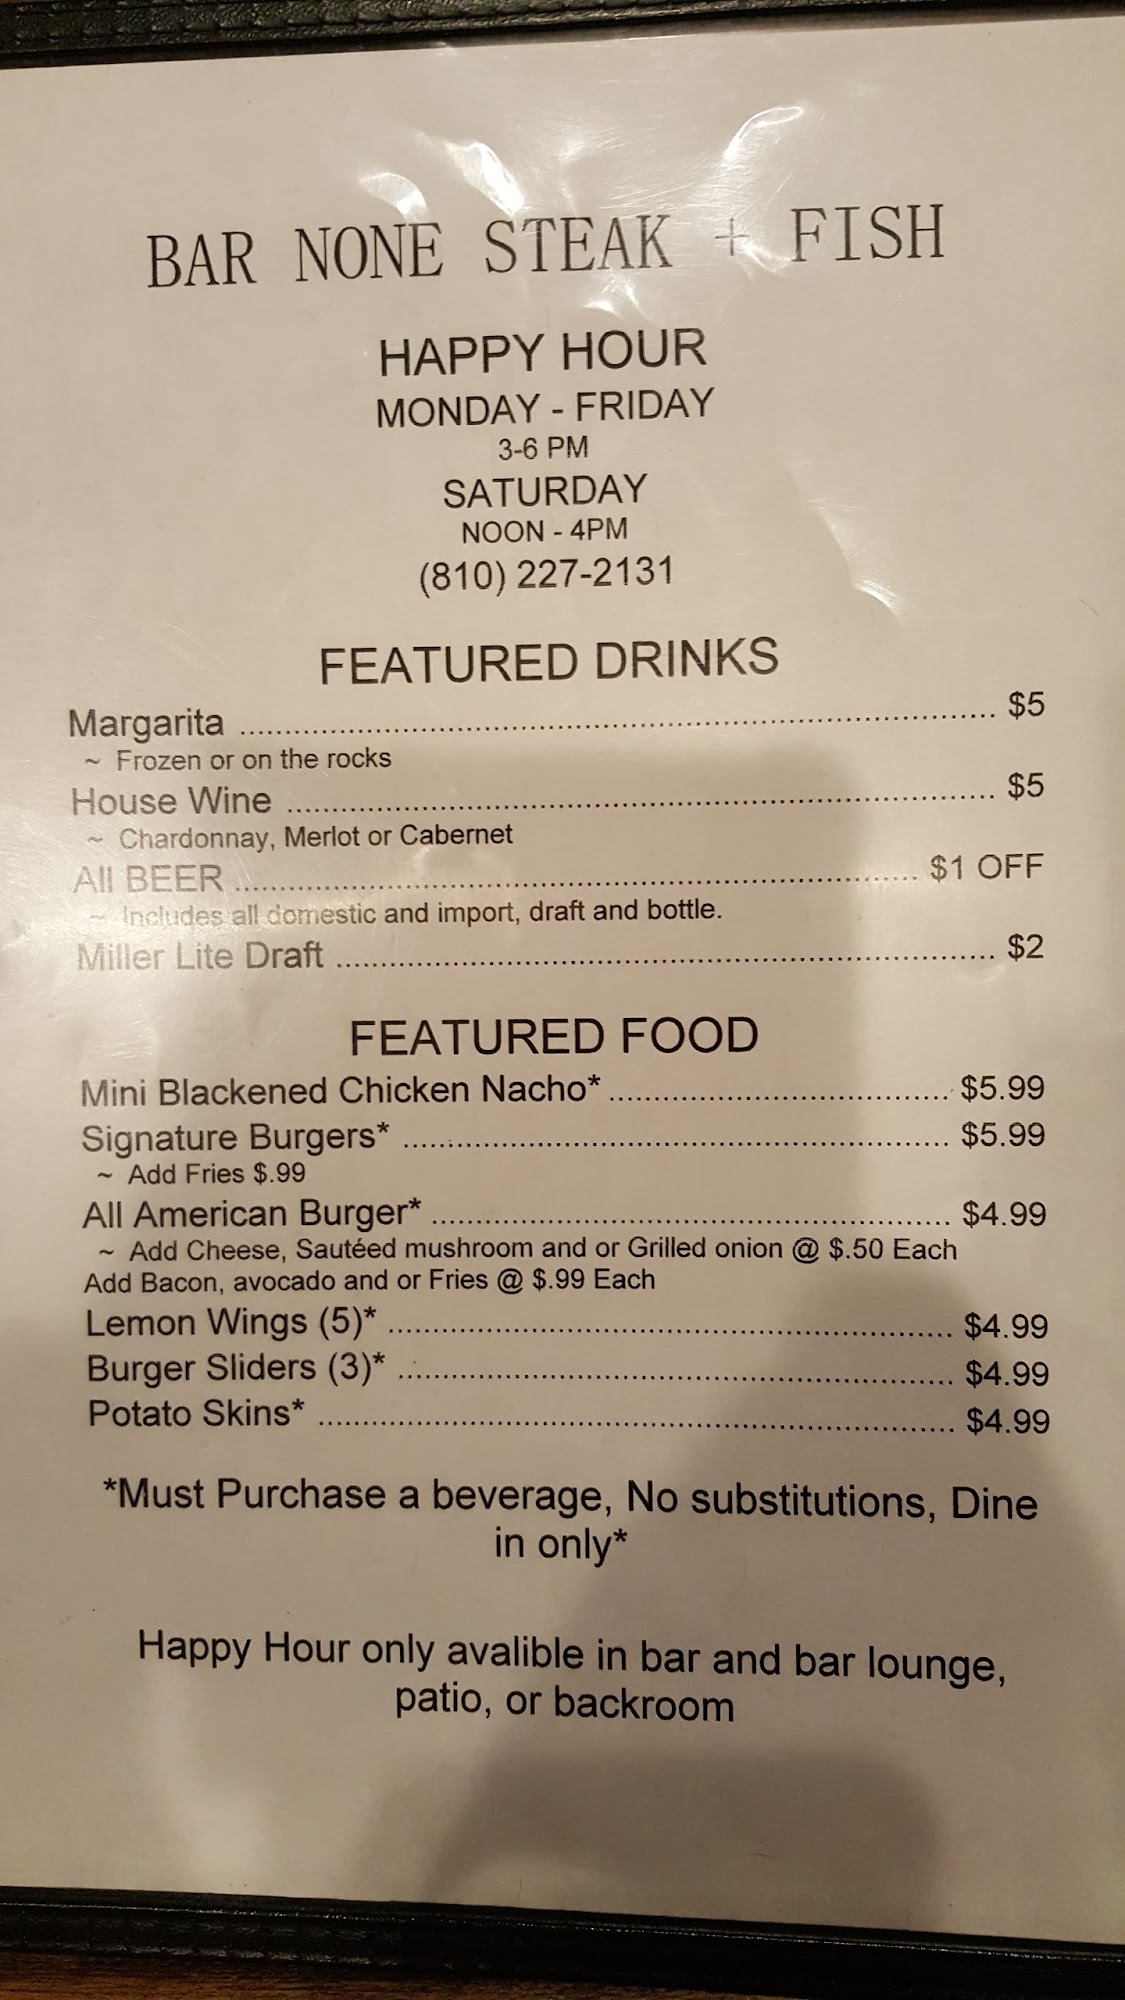 BAR NONE STEAK + FISH
HAPPY HOUR
MONDAY - FRIDAY
3-6 PM
SATURDAY
NOON - 4PM
(810) 227-2131
FEATURED DRINKS
Margarita ........................................ $5
~ Frozen or on the rocks
House Wine ........................................ $5
~ Chardonnay, Merlot or Cabernet
All BEER ........................................ $1 OFF
~ Includes all domestic and import, draft and bottle.
Miller Lite Draft ........................................ $2
FEATURED FOOD
Mini Blackened Chicken Nacho* ........................................ $5.99
Signature Burgers* ........................................ $5.99
~ Add Fries $.99
All American Burger* ........................................ $4.99
~ Add Cheese, Sautéed mushroom and or Grilled onion @ $.50 Each
Add Bacon, avocado and or Fries @ $.99 Each
Lemon Wings (5)* ........................................ $4.99
Burger Sliders (3)* ........................................ $4.99
Potato Skins* ........................................ $4.99
*Must Purchase a beverage, No substitutions, Dine
in only*
Happy Hour only avalible in bar and bar lounge,
patio, or backroom